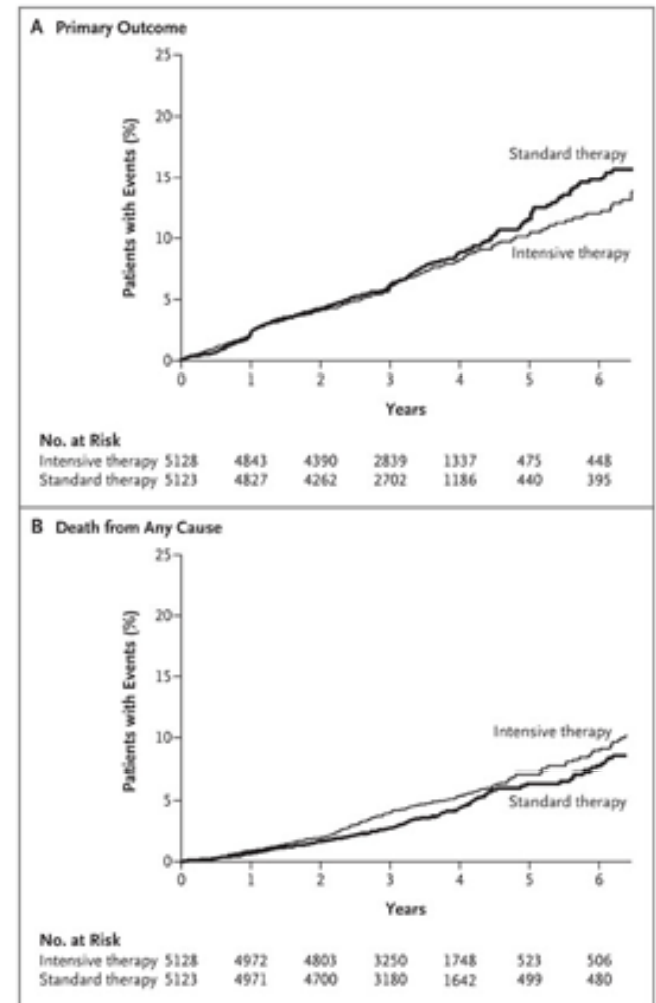 A Primary Outcome
Patients with Events (%)
25
20
15
10
5
0
Standard therapy
Intensive therapy
0 1 2 3 4 5 6
Years
No. at Risk
Intensive therapy 5128 4843 4390 2839 1337 475 448
Standard therapy 5123 4827 4262 2702 1186 440 395
B Death from Any Cause
Patients with Events (%)
25
20
15
10
5
0
Intensive therapy
Standard therapy
0 1 2 3 4 5 6
Years
No. at Risk
Intensive therapy 5128 4972 4803 3250 1748 523 506
Standard therapy 5123 4971 4700 3180 1642 499 480